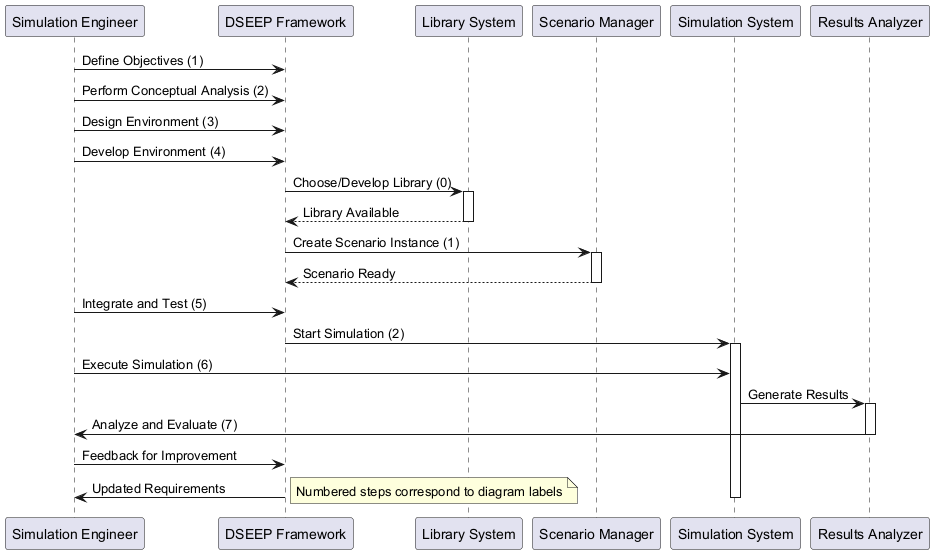 Simulation Engineer
DSEEP Framework
Library System
Scenario Manager
Simulation System
Results Analyzer
Define Objectives (1)
Perform Conceptual Analysis (2)
Design Environment (3)
Develop Environment (4)
Choose/Develop Library (0)
Library Available
Create Scenario Instance (1)
Scenario Ready
Integrate and Test (5)
Start Simulation (2)
Execute Simulation (6)
Generate Results
Analyze and Evaluate (7)
Feedback for Improvement
Updated Requirements
Numbered steps correspond to diagram labels
Simulation Engineer
DSEEP Framework
Library System
Scenario Manager
Simulation System
Results Analyzer